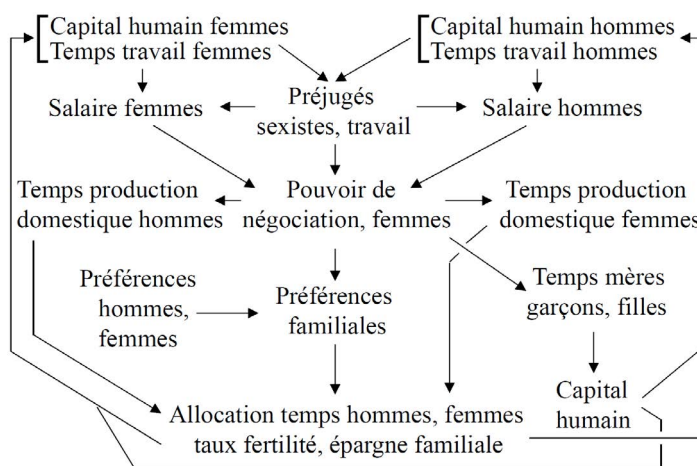 Capital humain femmes
Temps travail femmes
Capital humain hommes
Temps travail hommes
Salaire femmes
Préjugés
sexistes, travail
Salaire hommes
Temps production
domestique hommes
Pouvoir de
négociation, femmes
Temps production
domestique femmes
Préférences
hommes,
femmes
Préférences
familiales
Temps mères
garçons, filles
Capital
humain
Allocation temps hommes, femmes
taux fertilité, épargne familiale